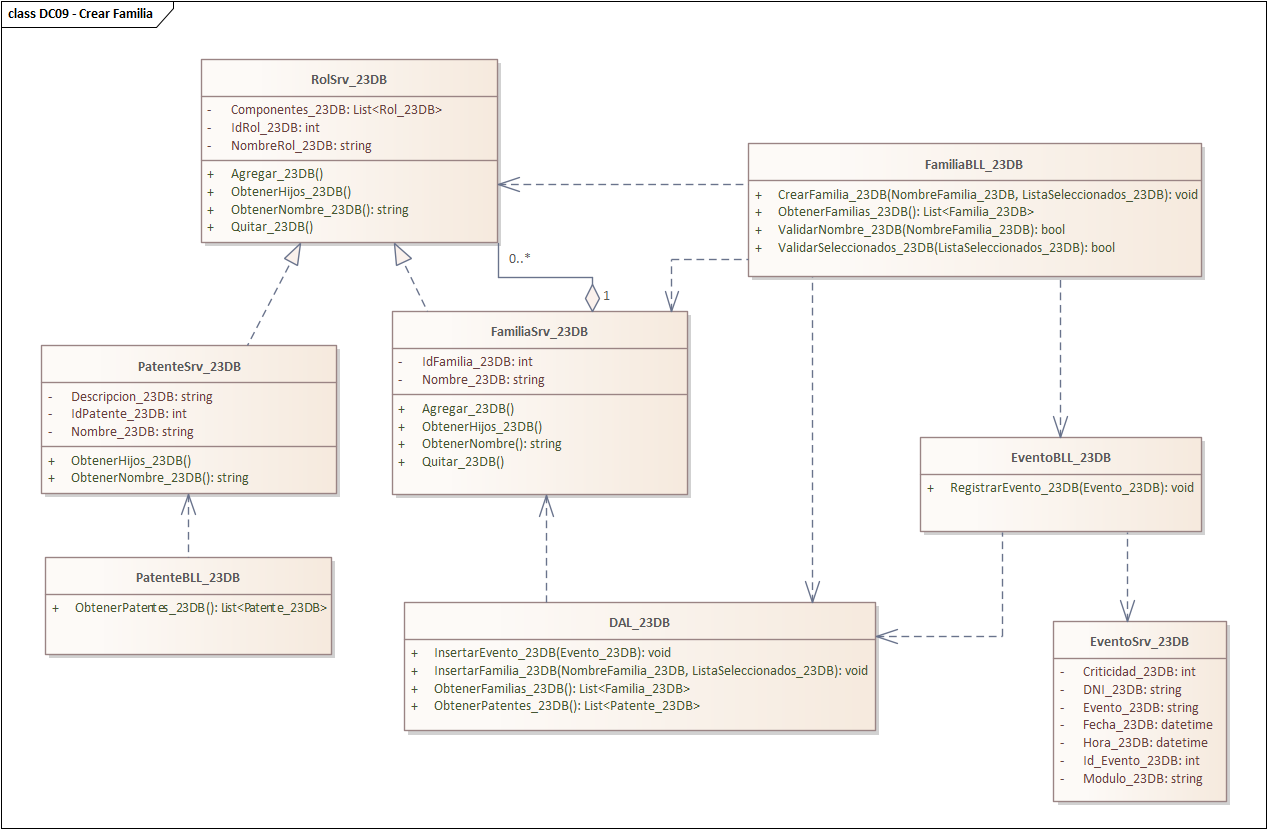 class DC09 - Crear Familia
RolSrv_23DB
- Componentes_23DB: List<Rol_23DB>
- IdRol_23DB: int
- NombreRol_23DB: string
+ Agregar_23DB()
+ ObtenerHijos_23DB()
+ ObtenerNombre_23DB(): string
+ Quitar_23DB()
FamiliaBLL_23DB
+ CrearFamilia_23DB(NombreFamilia_23DB, ListaSeleccionados_23DB): void
+ ObtenerFamilias_23DB(): List<Familia_23DB>
+ ValidarNombre_23DB(NombreFamilia_23DB): bool
+ ValidarSeleccionados_23DB(ListaSeleccionados_23DB): bool
0..*
1
FamiliaSrv_23DB
- IdFamilia_23DB: int
- Nombre_23DB: string
+ Agregar_23DB()
+ ObtenerHijos_23DB()
+ ObtenerNombre(): string
+ Quitar_23DB()
PatenteSrv_23DB
- Descripcion_23DB: string
- IdPatente_23DB: int
- Nombre_23DB: string
+ ObtenerHijos_23DB()
+ ObtenerNombre_23DB(): string
EventoBLL_23DB
+ RegistrarEvento_23DB(Evento_23DB): void
PatenteBLL_23DB
+ ObtenerPatentes_23DB(): List<Patente_23DB>
DAL_23DB
+ InsertarEvento_23DB(Evento_23DB): void
+ InsertarFamilia_23DB(NombreFamilia_23DB, ListaSeleccionados_23DB): void
+ ObtenerFamilias_23DB(): List<Familia_23DB>
+ ObtenerPatentes_23DB(): List<Patente_23DB>
EventoSrv_23DB
- Criticidad_23DB: int
- DNI_23DB: string
- Evento_23DB: string
- Fecha_23DB: datetime
- Hora_23DB: datetime
- Id_Evento_23DB: int
- Modulo_23DB: string